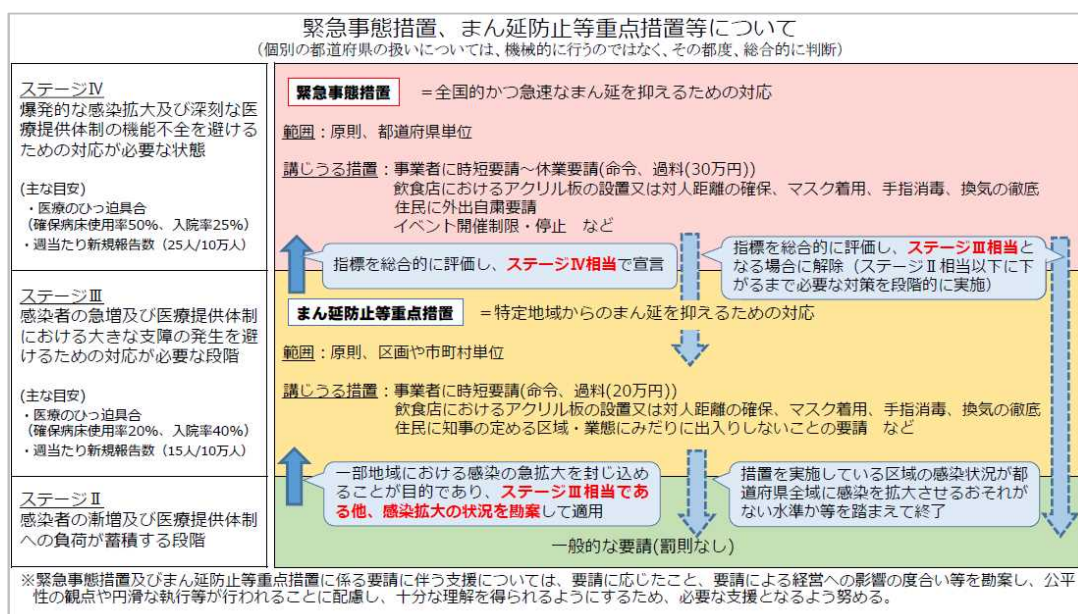 緊急事態措置、まん延防止等重点措置等について
(個別の都道府県の扱いについては、機械的に行うのではなく、その都度、総合的に判断)
ステージⅣ
爆発的な感染拡大及び深刻な医
療提供体制の機能不全を避ける
ための対応が必要な状態
(主な目安)
・医療のひっ迫具合
(確保病床使用率50%、入院率25%)
・週当たり新規報告数(25人/10万人)
緊急事態措置 =全国的かつ急速なまん延を抑えるための対応
範囲:原則、都道府県単位
講じうる措置:事業者に時短要請~休業要請(命令、過料(30万円))
飲食店におけるアクリル板の設置又は対人距離の確保、マスク着用、手指消毒、換気の徹底
住民に外出自粛要請
イベント開催制限・停止 など
指標を総合的に評価し、ステージⅣ相当で宣言
指標を総合的に評価し、ステージⅢ相当と
なる場合に解除(ステージⅡ相当以下に下
がるまで必要な対策を段階的に実施)
ステージⅢ
感染者の急増及び医療提供体制
における大きな支障の発生を避
けるための対応が必要な段階
(主な目安)
・医療のひっ迫具合
(確保病床使用率20%、入院率40%)
・週当たり新規報告数(15人/10万人)
まん延防止等重点措置 =特定地域からのまん延を抑えるための対応
範囲:原則、区画や市町村単位
講じうる措置:事業者に時短要請(命令、過料(20万円))
飲食店におけるアクリル板の設置又は対人距離の確保、マスク着用、手指消毒、換気の徹底
住民に知事の定める区域・業態にみだりに出入りしないことの要請 など
一部地域における感染の急拡大を封じ込め
ることが目的であり、ステージⅢ相当であ
る他、感染拡大の状況を勘案して適用
措置を実施している区域の感染状況が都
道府県全域に感染を拡大させるおそれが
ない水準か等を踏まえて終了
ステージⅡ
感染者の漸増及び医療提供体制
への負荷が蓄積する段階
一般的な要請(罰則なし)
※緊急事態措置及びまん延防止等重点措置に係る要請に伴う支援については、要請に応じたこと、要請による経営への影響の度合い等を勘案し、公平
性の観点や円滑な執行等が行われることに配慮し、十分な理解を得られるようにするため、必要な支援となるよう努める。